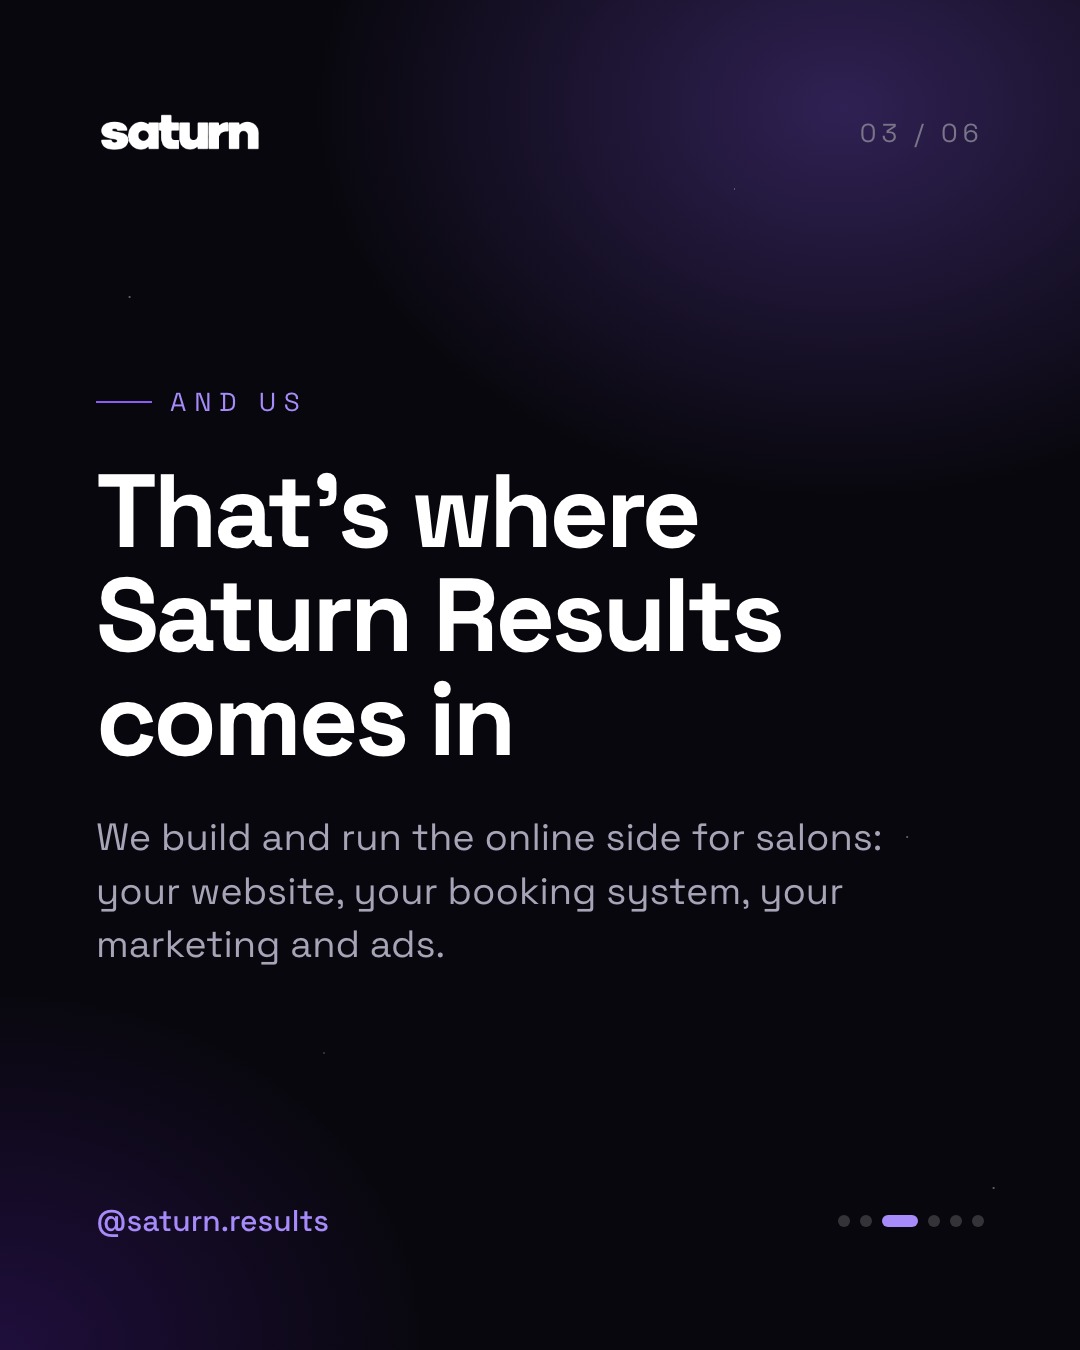 saturn
03 / 06
AND US
That’s where
Saturn Results
comes in
We build and run the online side for salons:
your website, your booking system, your
marketing and ads.
@saturn.results